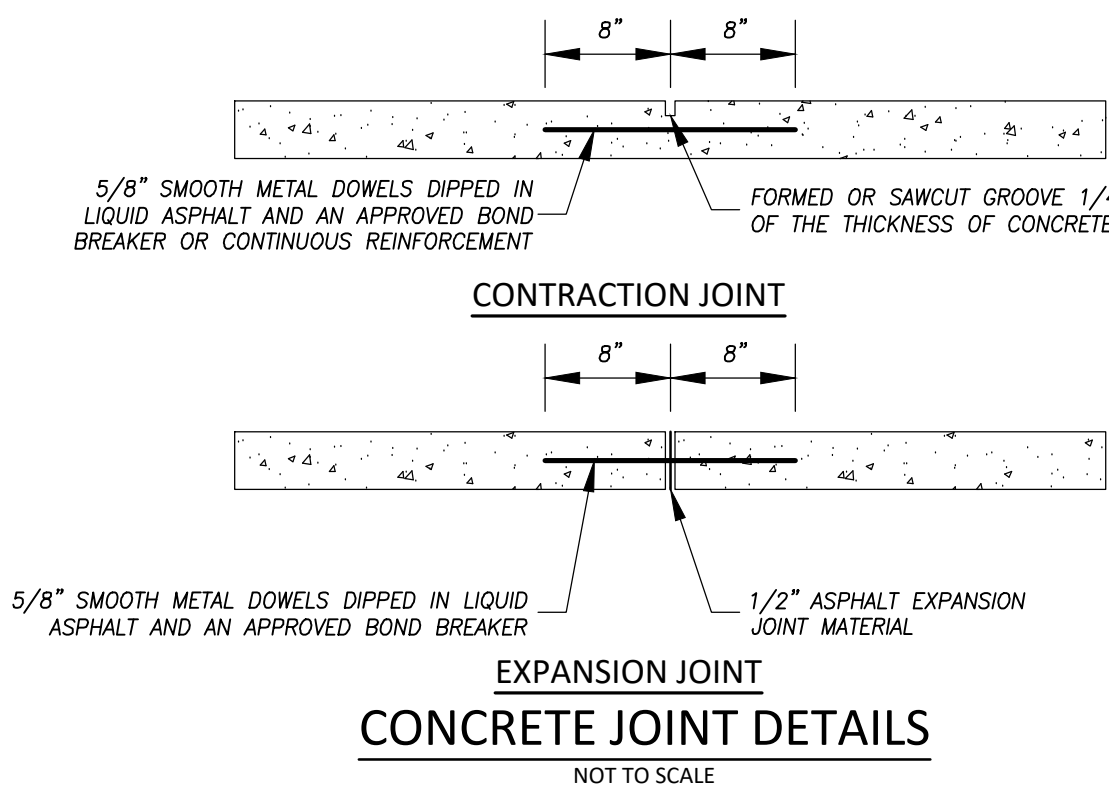 8" 8"
5/8" SMOOTH METAL DOWELS DIPPED IN
LIQUID ASPHALT AND AN APPROVED BOND
BREAKER OR CONTINUOUS REINFORCEMENT
FORMED OR SAWCUT GROOVE 1/4
OF THE THICKNESS OF CONCRETE
CONTRACTION JOINT
8" 8"
5/8" SMOOTH METAL DOWELS DIPPED IN LIQUID
ASPHALT AND AN APPROVED BOND BREAKER
1/2" ASPHALT EXPANSION
JOINT MATERIAL
EXPANSION JOINT
CONCRETE JOINT DETAILS
NOT TO SCALE